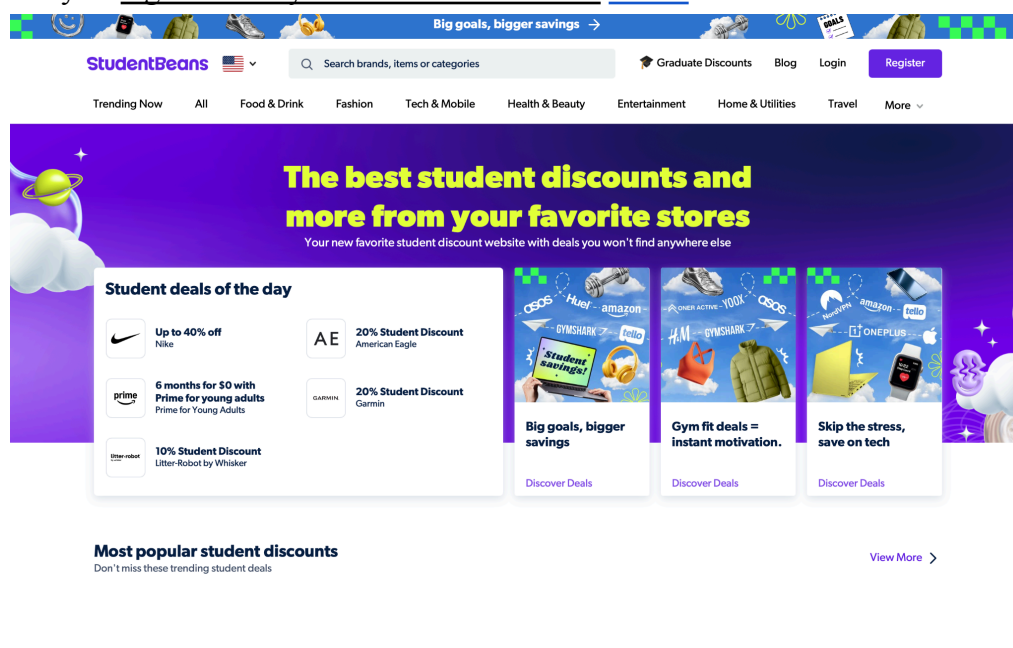 Big goals, bigger savings →
GOALS
StudentBeans
Search brands, items or categories
Graduate Discounts
Blog
Login
Register
Trending Now
All
Food & Drink
Fashion
Tech & Mobile
Health & Beauty
Entertainment
Home & Utilities
Travel
More
The best student discounts and
more from your favorite stores
Your new favorite student discount website with deals you won't find anywhere else
Student deals of the day
Up to 40% off
Nike
AE
20% Student Discount
American Eagle
prime
6 months for $0 with
Prime for young adults
Prime for Young Adults
GARMIN
20% Student Discount
Garmin
litter-robot
10% Student Discount
Litter-Robot by Whisker
asos
Huel
amazon
GYMSHARK
tello
Student
savings!
Big goals, bigger
savings
Discover Deals
ONER ACTIVE
YOOX
asos
H&M
GYMSHARK
Gym fit deals =
instant motivation.
Discover Deals
NordVPN
amazon
tello
ONEPLUS
Skip the stress,
save on tech
Discover Deals
Most popular student discounts
Don't miss these trending student deals
View More